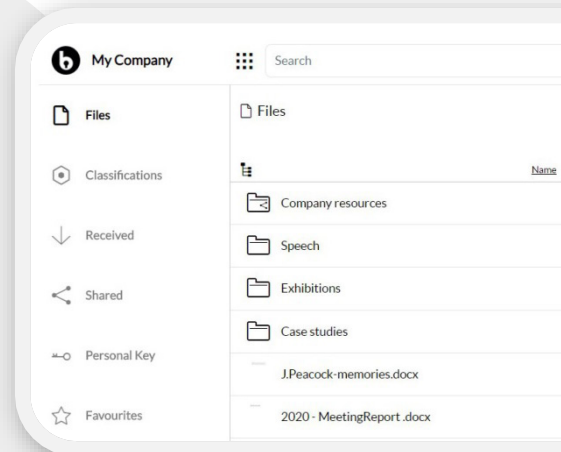 My Company
Search
Files
Classifications
Received
Shared
Personal Key
Favourites
Files
Name
Company resources
Speech
Exhibitions
Case studies
J.Peacock-memories.docx
2020 - MeetingReport .docx